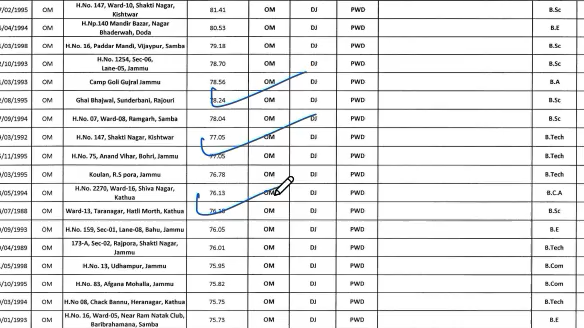 7/02/1995 OM H.No. 147, Ward-10, Shakti Nagar, Kishtwar 81.41 OM DJ PWD B.Sc
/04/1994 OM H.Np.140 Mandir Bazar, Nagar Bhaderwah, Doda 80.53 OM DJ PWD B.E
/03/1998 OM H.No. 16, Paddar Mandi, Vijaypur, Samba 79.18 OM DJ PWD B.Sc
2/10/1993 OM H.No. 1254, Sec-06, Lane-05, Jammu 78.70 OM DJ PWD B.Sc
/03/1993 OM Camp Goli Gujral Jammu 78.56 OM DJ PWD B.A
2/08/1995 OM Ghai Bhajwal, Sunderbani, Rajouri 78.24 OM DJ PWD B.Sc
7/09/1994 OM H.No. 07, Ward-08, Ramgarh, Samba 78.04 OM DJ PWD B.Sc
9/03/1992 OM H.No. 147, Shakti Nagar, Kishtwar 77.05 OM DJ PWD B.Tech
/11/1995 OM H.No. 75, Anand Vihar, Bohri, Jammu 77.05 OM DJ PWD B.Tech
9/03/1995 OM Koulan, R.S pora, Jammu 76.78 OM DJ PWD B.Tech
/05/1994 OM H.No. 2270, Ward-16, Shiva Nagar, Kathua 76.13 OM DJ PWD B.C.A
/07/1988 OM Ward-13, Taranagar, Hatli Morth, Kathua OM DJ PWD B.Sc
/09/1993 OM H.No. 159, Sec-01, Lane-08, Bahu, Jammu 76.05 OM DJ PWD B.E
/04/1989 OM 173-A, Sec-02, Rajpora, Shakti Nagar, Jammu 76.01 OM DJ PWD B.Tech
/05/1998 OM H.No. 13, Udhampur, Jammu 75.95 OM DJ PWD B.Com
/10/1995 OM H.No. 83, Afgana Mohalla, Jammu 75.82 OM DJ PWD B.Com
/03/1994 OM H.No 08, Chack Bannu, Heranagar, Kathua 75.75 OM DJ PWD B.Tech
/01/1993 OM H.No. 16, Ward-05, Near Ram Natak Club, Baribrahamana, Samba 75.73 OM DJ PWD B.E